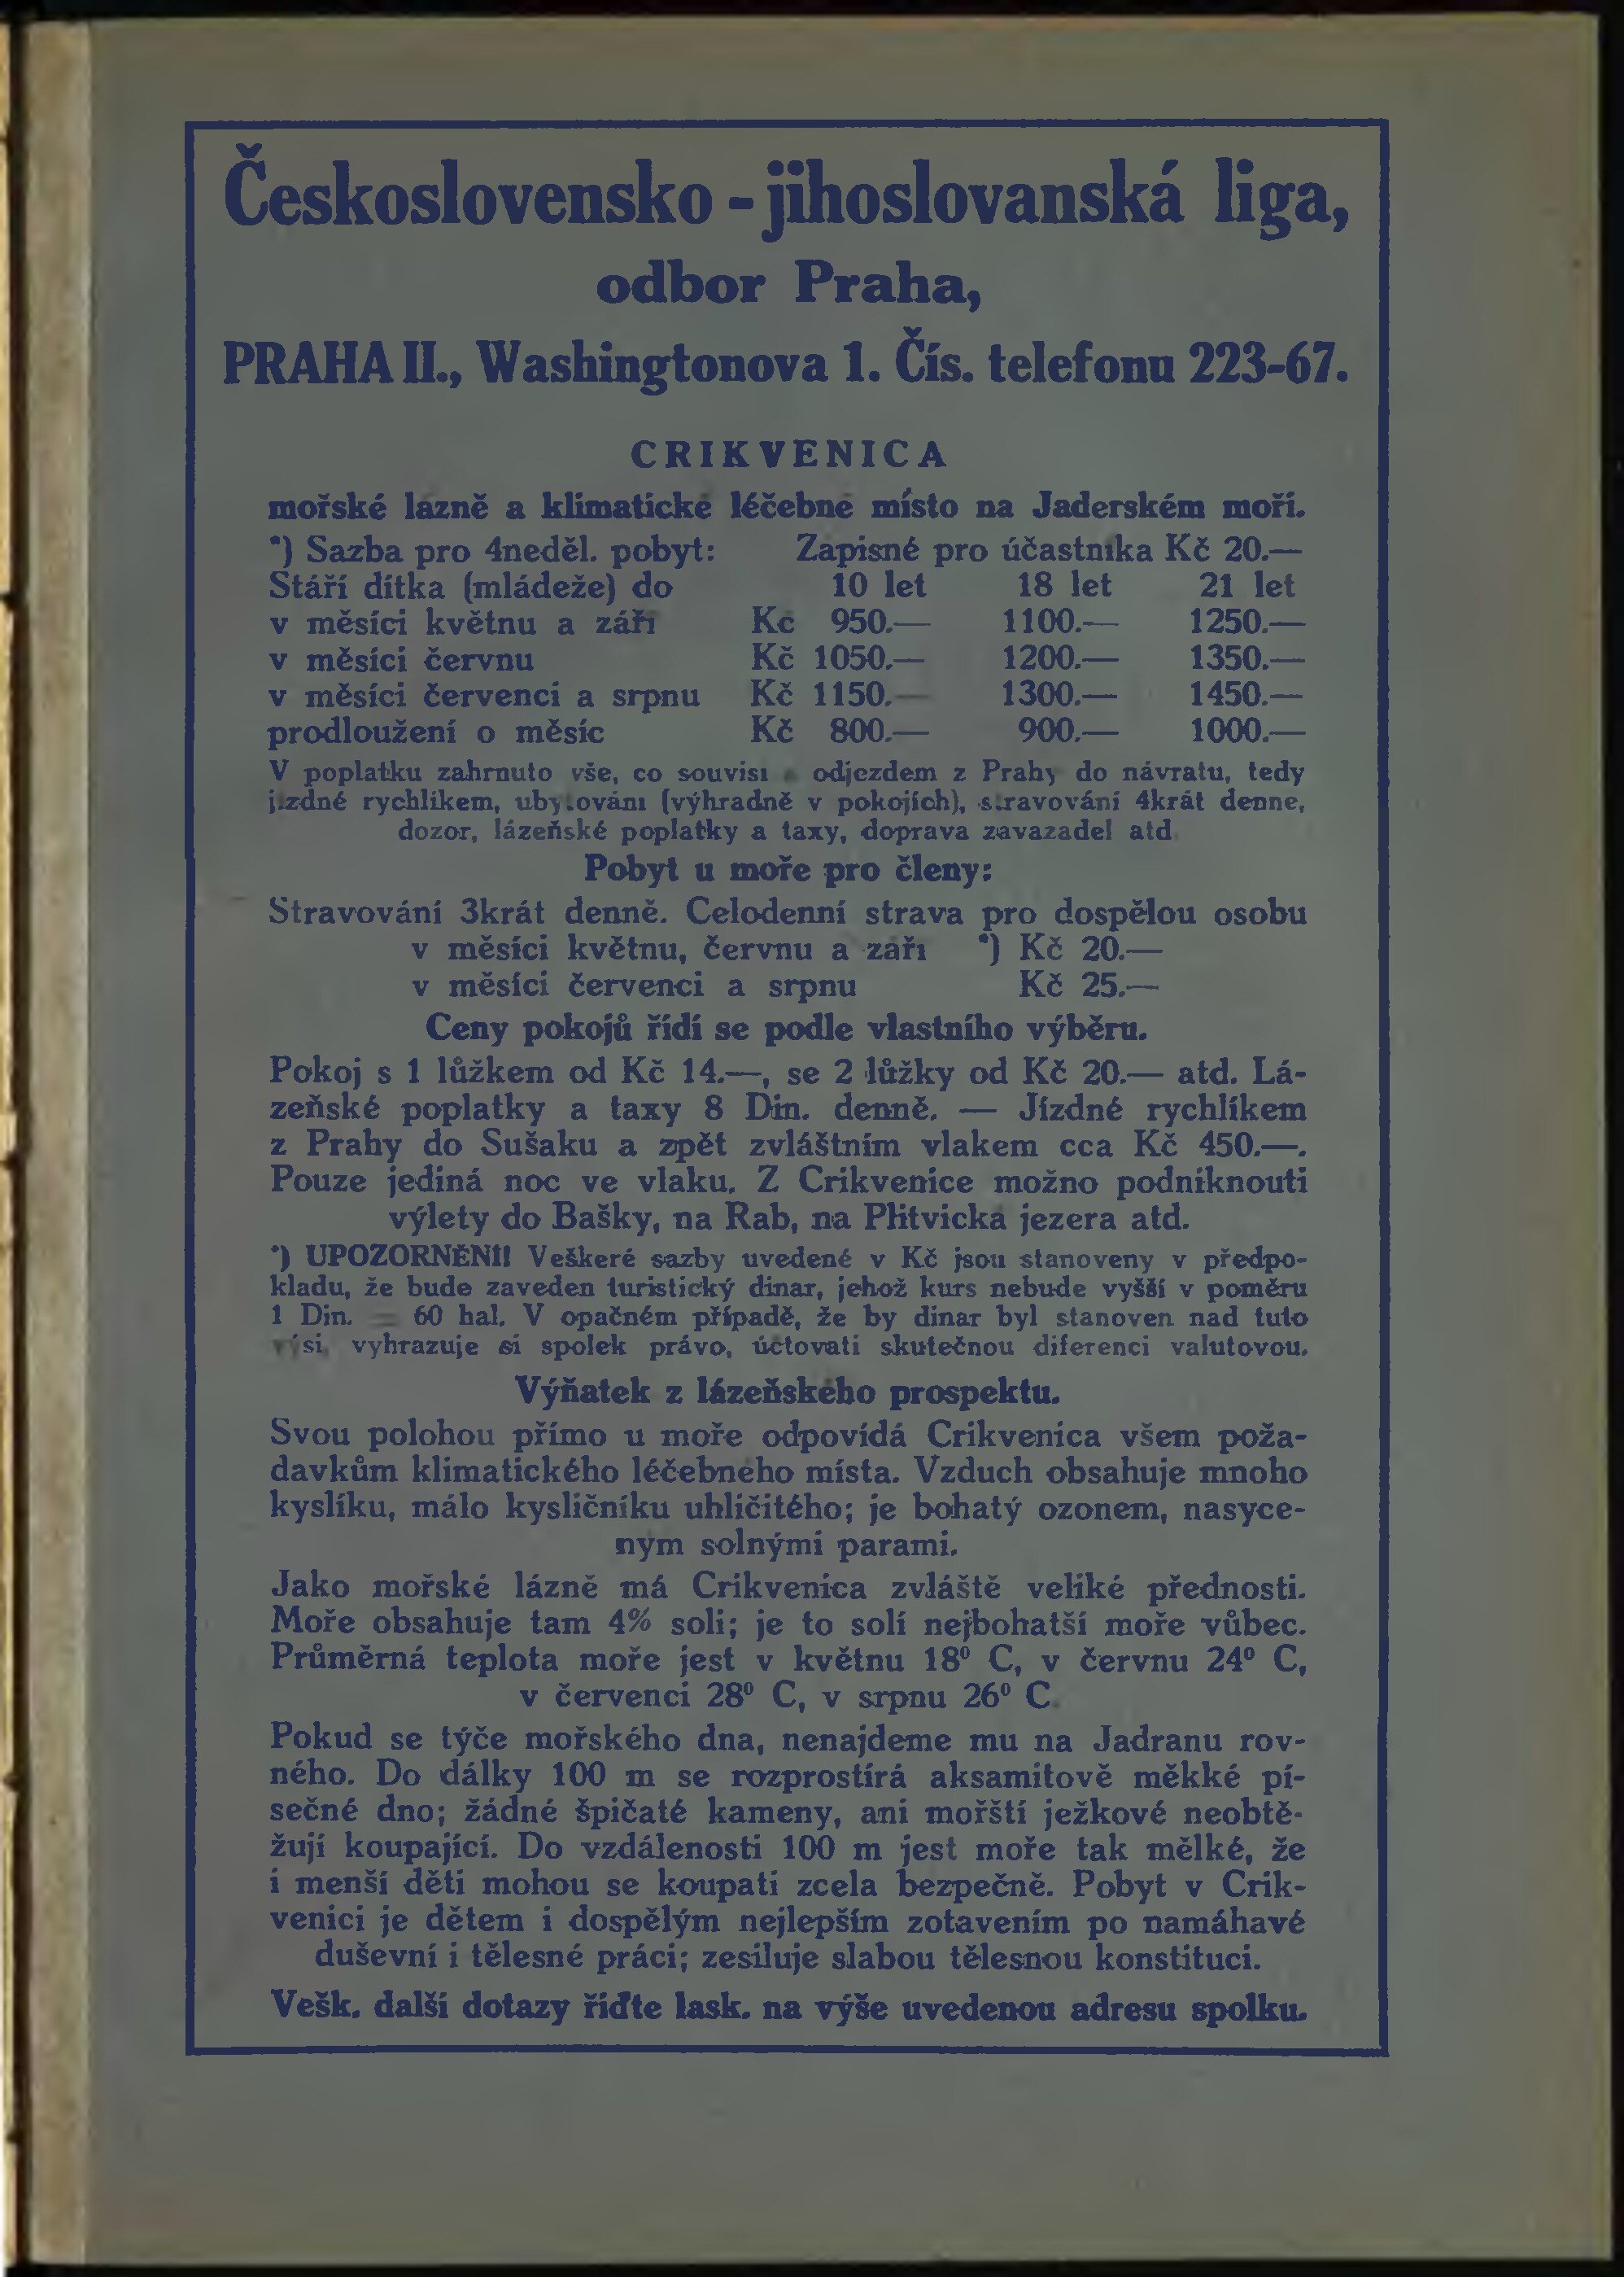 Československo-jihoslovanská liga,
odbor Praha,
PRAHA II., Washingtonova 1. Čís. telefonu 223-67.
CRIKVENICA
mořské lázně a klimatické léčebné místo na Jaderském moři.
*) Sazba pro 4neděl. pobyt: Zapisné pro účastníka Kč 20.—
Stáří dítka (mládeže) do 10 let 18 let 21 let
v měsíci květnu a září Kč 950.— 1100.— 1250.—
v měsíci červnu Kč 1050.— 1200.— 1350.—
v měsíci červenci a srpnu Kč 1150.— 1300.— 1450.—
prodloužení o měsíc Kč 800.— 900.— 1000.—
V poplatku zahrnuto vše, co souvisí odjezdem z Prahy do návratu, tedy
jízdné rychlíkem, ubytování (výhradně v pokojích), stravování 4krát denne,
dozor, lázeňské poplatky a taxy, doprava zavazadel atd.
Pobyt u moře pro členy:
Stravování 3krát denně. Celodenní strava pro dospělou osobu
v měsíci květnu, červnu a září *) Kč 20.—
v měsíci červenci a srpnu Kč 25.—
Ceny pokojů řídí se podle vlastního výběru.
Pokoj s 1 lůžkem od Kč 14.—, se 2 lůžky od Kč 20.— atd. Lá-
zeňské poplatky a taxy 8 Din. denně. — Jízdné rychlíkem
z Prahy do Sušaku a zpět zvláštním vlakem cca Kč 450.—.
Pouze jediná noc ve vlaku. Z Crikvenice možno podniknouti
výlety do Bašky, na Rab, na Plitvická jezera atd.
*) UPOZORNĚNÍ! Veškeré sazby uvedené v Kč jsou stanoveny v předpo-
kladu, že bude zaveden turistický dinar, jehož kurs nebude vyšší v poměru
1 Din. = 60 hal. V opačném případě, že by dinar byl stanoven nad tuto
výši, vyhrazuje si spolek právo, účtovati skutečnou diferenci valutovou.
Výňatek z lázeňského prospektu.
Svou polohou přímo u moře odpovídá Crikvenica všem poža-
davkům klimatického léčebného místa. Vzduch obsahuje mnoho
kyslíku, málo kysličníku uhličitého; je bohatý ozonem, nasyce-
ným solnými parami.
Jako mořské lázně má Crikvenica zvláště veliké přednosti.
Moře obsahuje tam 4% soli; je to solí nejbohatší moře vůbec.
Průměrná teplota moře jest v květnu 18⁰ C, v červnu 24⁰ C,
v červenci 28⁰ C, v srpnu 26⁰ C.
Pokud se týče mořského dna, nenajdeme mu na Jadranu rov-
ného. Do dálky 100 m se rozprostírá aksamitově měkké pí-
sečné dno; žádné špičaté kameny, ani mořští ježkové neobtě-
žují koupající. Do vzdálenosti 100 m jest moře tak mělké, že
i menší děti mohou se koupati zcela bezpečně. Pobyt v Crik-
venici je dětem i dospělým nejlepším zotavením po namáhavé
duševní i tělesné práci; zesiluje slabou tělesnou konstituci.
Vešk. další dotazy řiďte lask. na výše uvedenou adresu spolku.